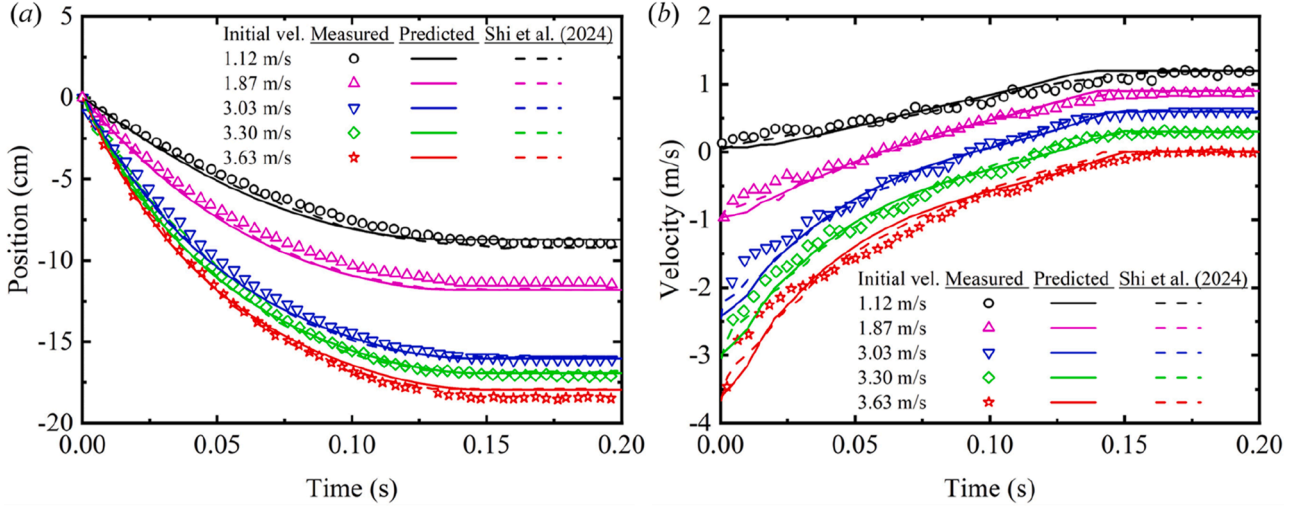 (a)
Position (cm)
5
0
-5
-10
-15
-20
Initial vel. Measured Predicted Shi et al. (2024)
1.12 m/s
1.87 m/s
3.03 m/s
3.30 m/s
3.63 m/s
0.00 0.05 0.10 0.15 0.20
Time (s)
(b)
Velocity (m/s)
2
1
0
-1
-2
-3
-4
Initial vel. Measured Predicted Shi et al. (2024)
1.12 m/s
1.87 m/s
3.03 m/s
3.30 m/s
3.63 m/s
0.00 0.05 0.10 0.15 0.20
Time (s)